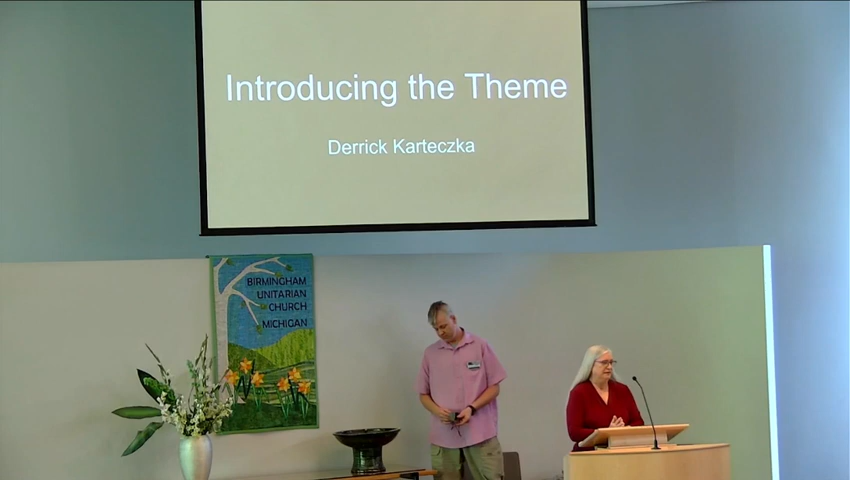 Introducing the Theme
Derrick Karteczka
BIRMINGHAM
UNITARIAN
CHURCH
MICHIGAN